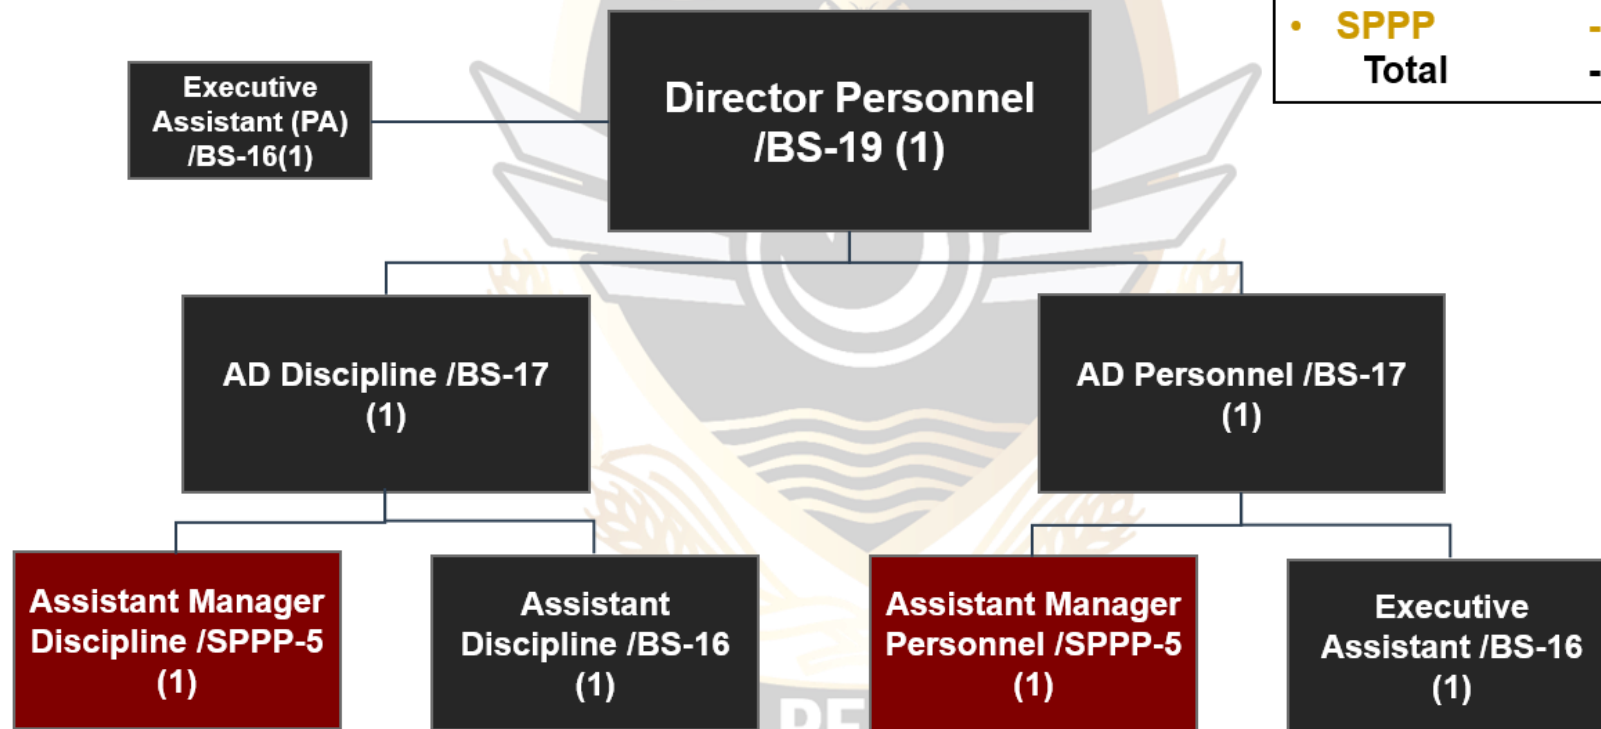 • SPPP -
Total -
Executive
Assistant (PA)
/BS-16(1)
Director Personnel
/BS-19 (1)
AD Discipline /BS-17
(1)
AD Personnel /BS-17
(1)
Assistant Manager
Discipline /SPPP-5
(1)
Assistant
Discipline /BS-16
(1)
Assistant Manager
Personnel /SPPP-5
(1)
Executive
Assistant /BS-16
(1)